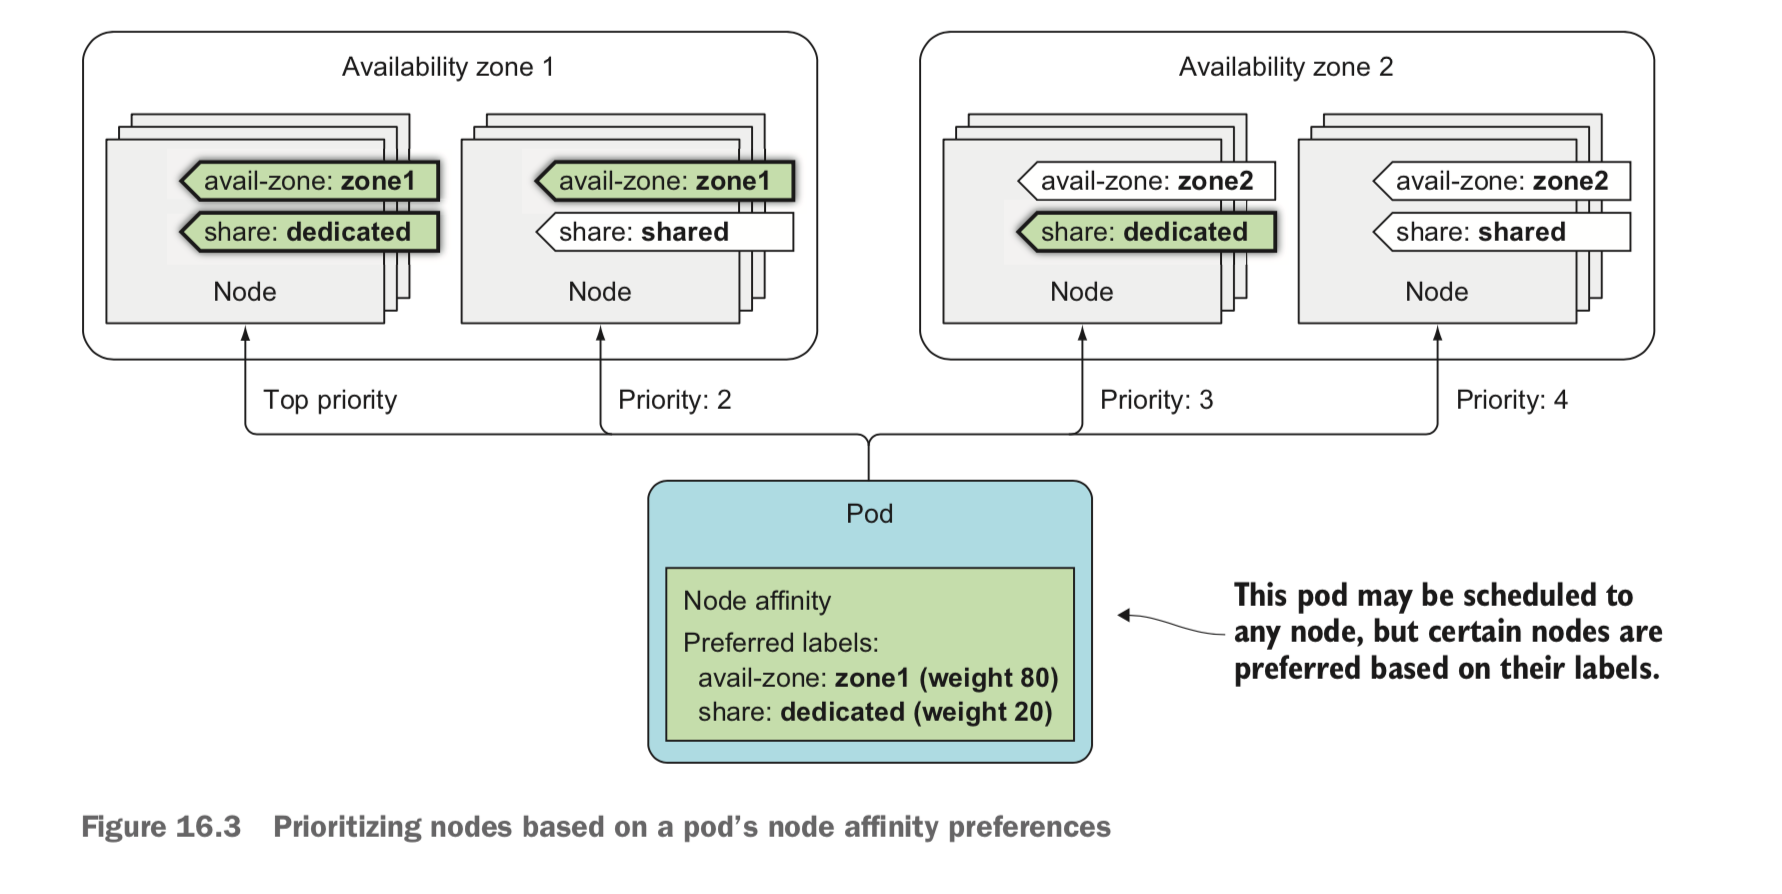 Availability zone 1
avail-zone: zone1
share: dedicated
Node
avail-zone: zone1
share: shared
Node
Availability zone 2
avail-zone: zone2
share: dedicated
Node
avail-zone: zone2
share: shared
Node
Top priority
Priority: 2
Priority: 3
Priority: 4
Pod
Node affinity
Preferred labels:
avail-zone: zone1 (weight 80)
share: dedicated (weight 20)
This pod may be scheduled to
any node, but certain nodes are
preferred based on their labels.
Figure 16.3 Prioritizing nodes based on a pod’s node affinity preferences